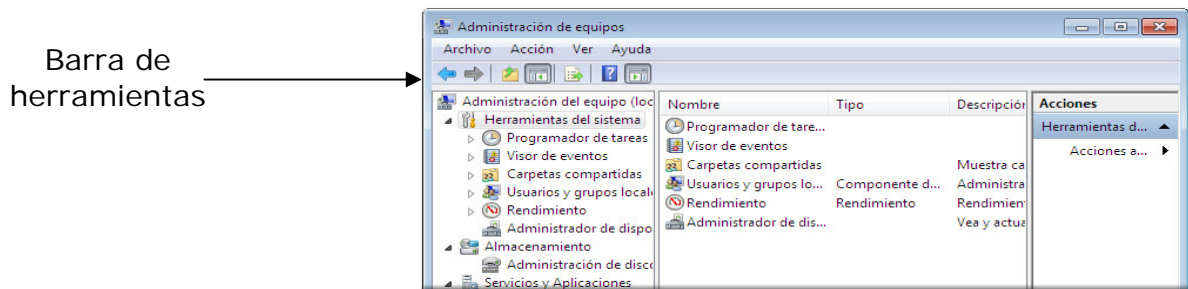 Barra de
herramientas
Administración de equipos
Archivo Acción Ver Ayuda
Administración del equipo (loc
Herramientas del sistema
Programador de tareas
Visor de eventos
Carpetas compartidas
Usuarios y grupos local
Rendimiento
Administrador de dispo
Almacenamiento
Administración de disc
Servicios y Aplicaciones
Nombre Tipo Descripción
Programador de tare...
Visor de eventos
Carpetas compartidas Muestra ca
Usuarios y grupos lo... Componente d... Administra
Rendimiento Rendimiento Rendimien
Administrador de dis... Vea y actua
Acciones
Herramientas d...
Acciones a...